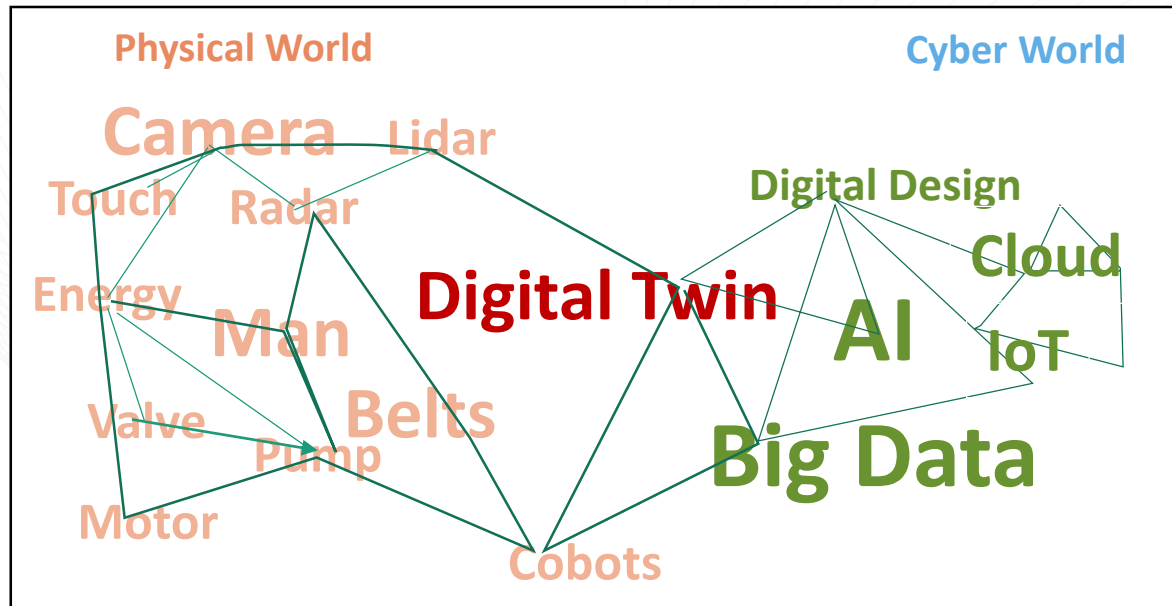 Physical World
Cyber World
Camera
Lidar
Touch
Radar
Digital Design
Energy
Man
Digital Twin
Cloud
AI
IoT
Valve
Belts
Pump
Big Data
Motor
Cobots